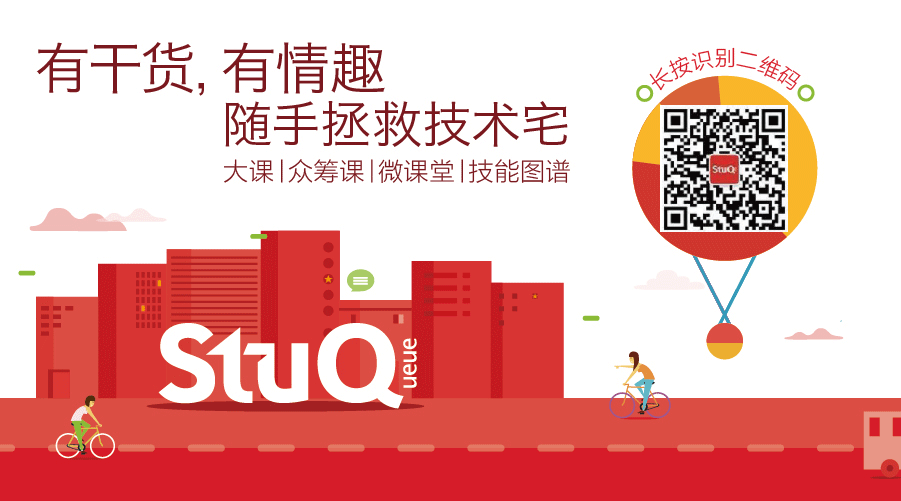 有干货, 有情趣
随手拯救技术宅
大课|众筹课|微课堂|技能图谱
长按识别二维码
StuQ
StuQ
ueue